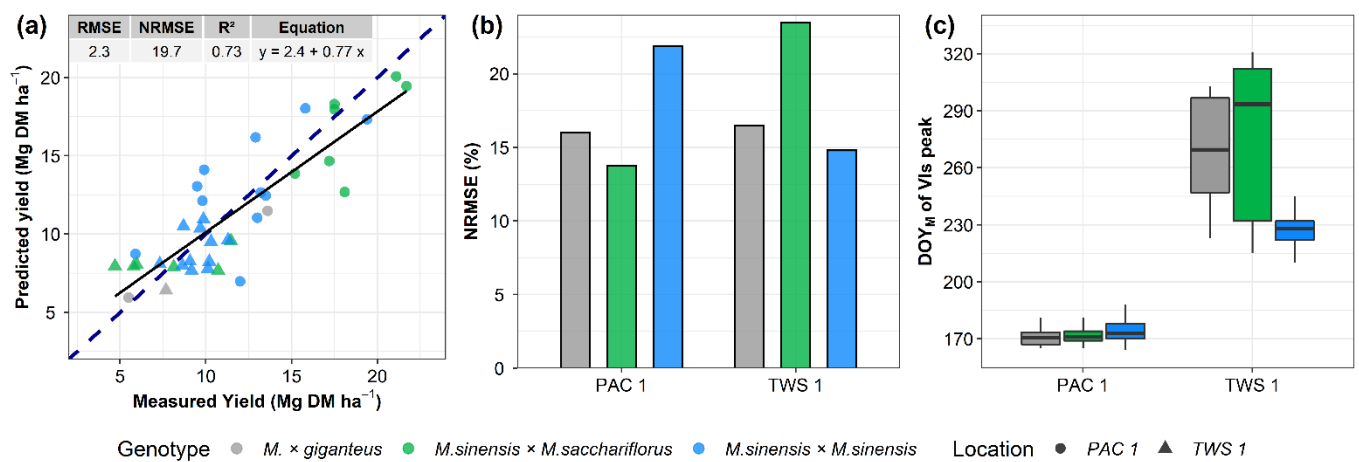 (a)
RMSE NRMSE R² Equation
2.3 19.7 0.73 y = 2.4 + 0.77 x
Predicted yield (Mg DM ha⁻¹)
20
15
10
5
5 10 15 20
Measured Yield (Mg DM ha⁻¹)
(b)
NRMSE (%)
20
15
10
5
0
PAC 1 TWS 1
(c)
DOY_M of VIs peak
320
290
260
230
200
170
PAC 1 TWS 1
Genotype M. × giganteus M.sinensis × M.sacchariflorus M.sinensis × M.sinensis Location PAC 1 TWS 1